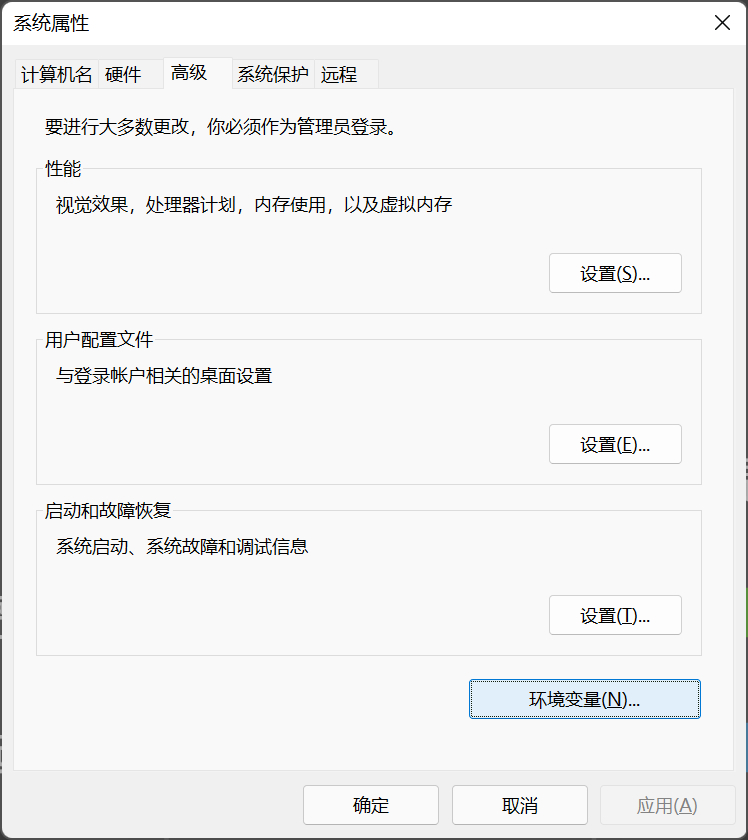 系统属性
计算机名 硬件 高级 系统保护 远程
要进行大多数更改，你必须作为管理员登录。
性能
视觉效果，处理器计划，内存使用，以及虚拟内存
设置(S)...
用户配置文件
与登录帐户相关的桌面设置
设置(E)...
启动和故障恢复
系统启动、系统故障和调试信息
设置(T)...
环境变量(N)...
确定 取消 应用(A)